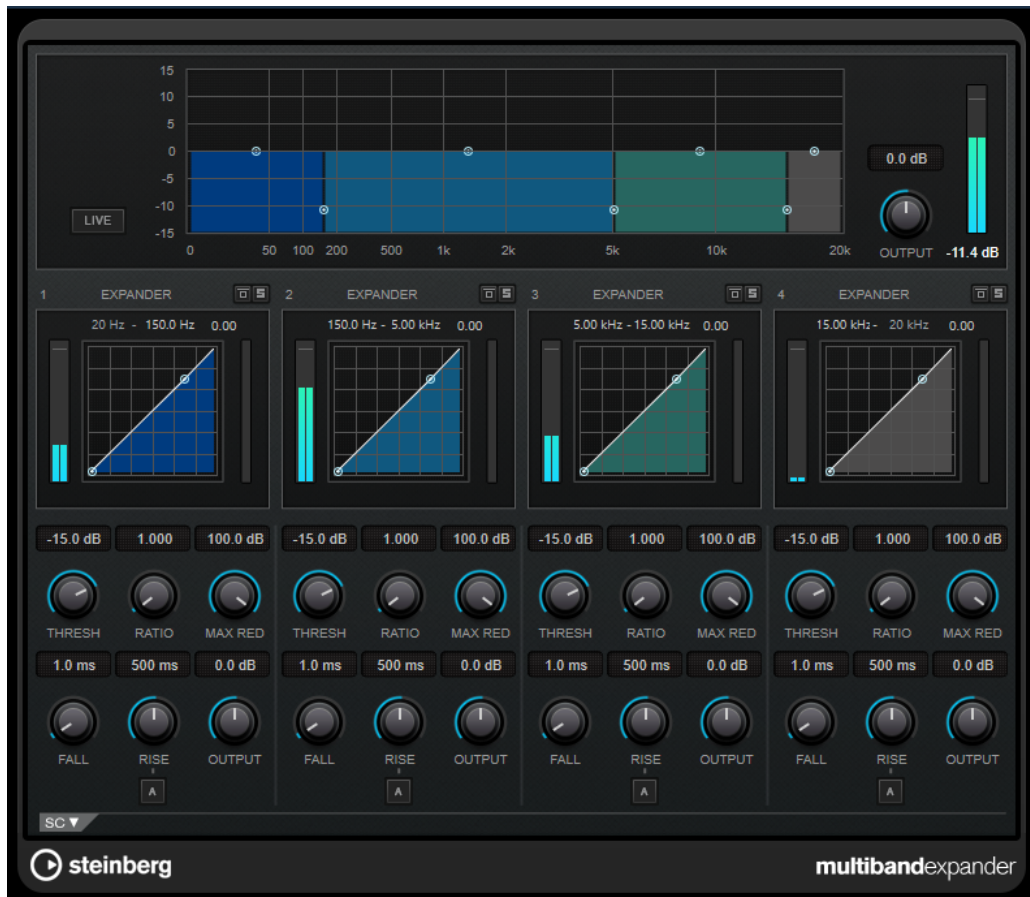 15
10
5
0
-5
-10
-15
LIVE
0 50 100 200 500 1k 2k 5k 10k 20k
0.0 dB
OUTPUT
-11.4 dB
1 EXPANDER S 2 EXPANDER S 3 EXPANDER S 4 EXPANDER S
20 Hz - 150.0 Hz 0.00 150.0 Hz - 5.00 kHz 0.00 5.00 kHz - 15.00 kHz 0.00 15.00 kHz - 20 kHz 0.00
-15.0 dB 1.000 100.0 dB -15.0 dB 1.000 100.0 dB -15.0 dB 1.000 100.0 dB -15.0 dB 1.000 100.0 dB
THRESH RATIO MAX RED THRESH RATIO MAX RED THRESH RATIO MAX RED THRESH RATIO MAX RED
1.0 ms 500 ms 0.0 dB 1.0 ms 500 ms 0.0 dB 1.0 ms 500 ms 0.0 dB 1.0 ms 500 ms 0.0 dB
FALL RISE OUTPUT FALL RISE OUTPUT FALL RISE OUTPUT FALL RISE OUTPUT
A A A A
SC ▼
steinberg
multibandexpander